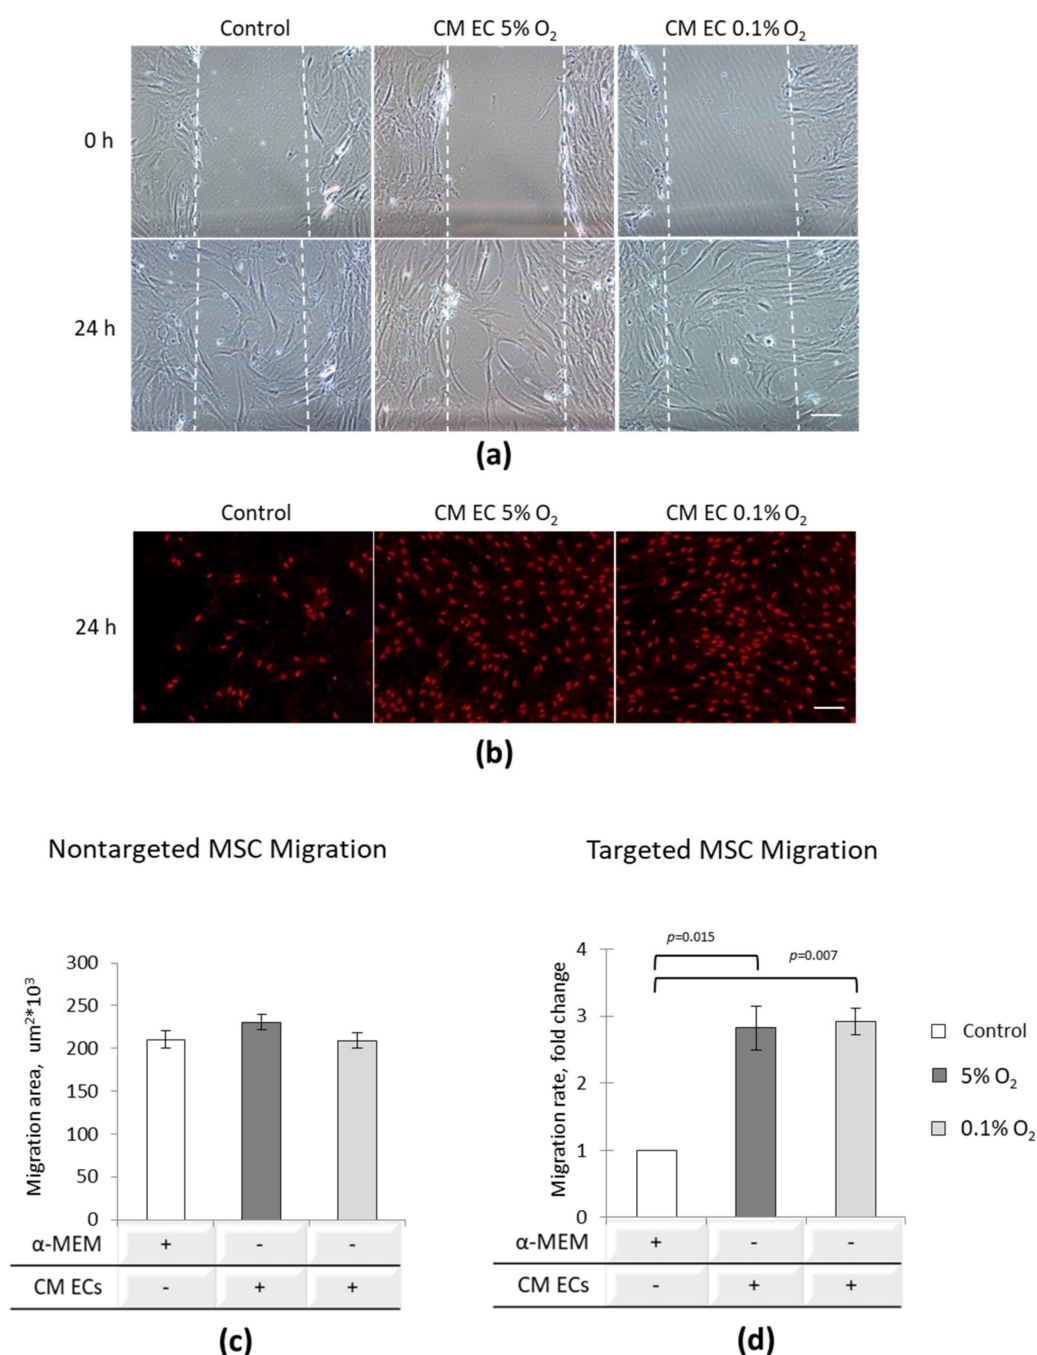 Control CM EC 5% O₂ CM EC 0.1% O₂
0 h
24 h
(a)
Control CM EC 5% O₂ CM EC 0.1% O₂
24 h
(b)
Nontargeted MSC Migration
Migration area, um²*10³
300
250
200
150
100
50
0
α-MEM + - -
CM ECs - + +
(c)
Targeted MSC Migration
Migration rate, fold change
4
3
2
1
0
p=0.015
p=0.007
α-MEM + - -
CM ECs - + +
(d)
Control
5% O₂
0.1% O₂